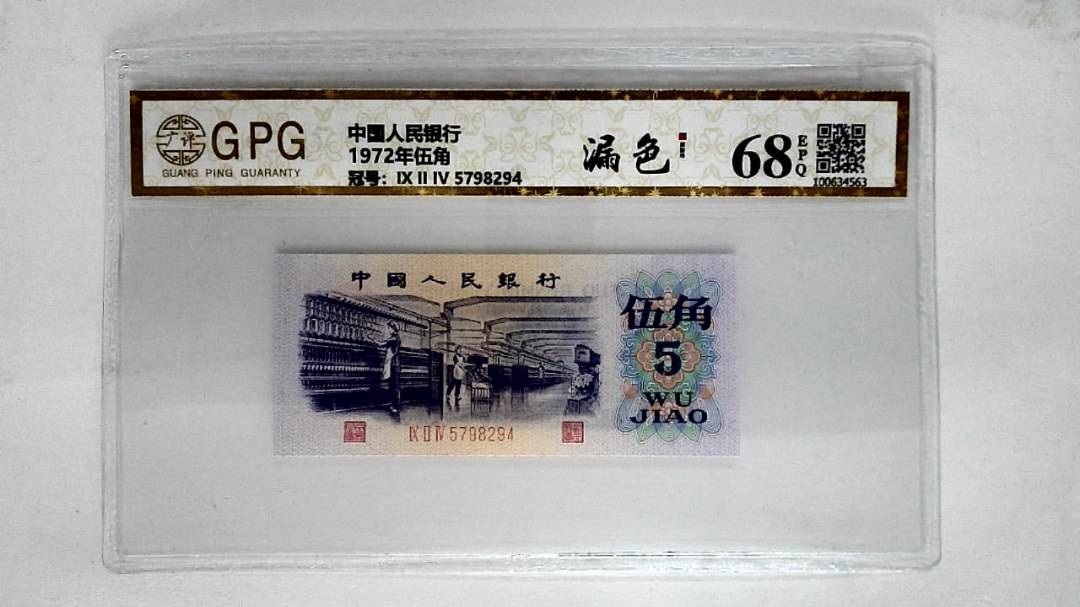 广评
GPG
GUANG PING GUARANTY
中國人民银行
1972年伍角
冠号: IX II IV 5798294
漏色
68
EPQ
100634563
中國人民銀行
伍角
5
WU
JIAO
IX II IV 5798294